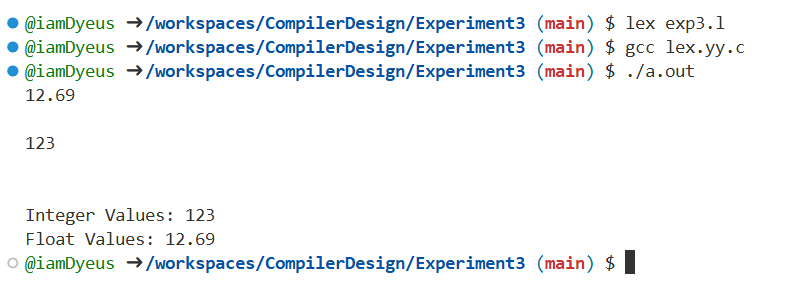 @iamDyeus ➜/workspaces/CompilerDesign/Experiment3 (main) $ lex exp3.l
@iamDyeus ➜/workspaces/CompilerDesign/Experiment3 (main) $ gcc lex.yy.c
@iamDyeus ➜/workspaces/CompilerDesign/Experiment3 (main) $ ./a.out
12.69
123
Integer Values: 123
Float Values: 12.69
@iamDyeus ➜/workspaces/CompilerDesign/Experiment3 (main) $